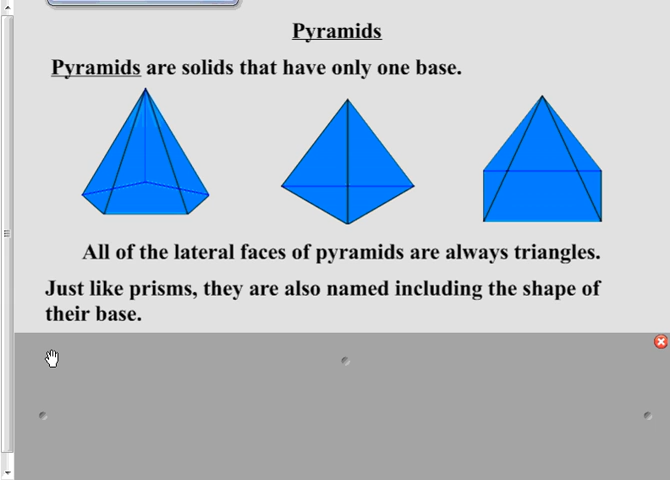 Pyramids
Pyramids are solids that have only one base.
All of the lateral faces of pyramids are always triangles.
Just like prisms, they are also named including the shape of
their base.